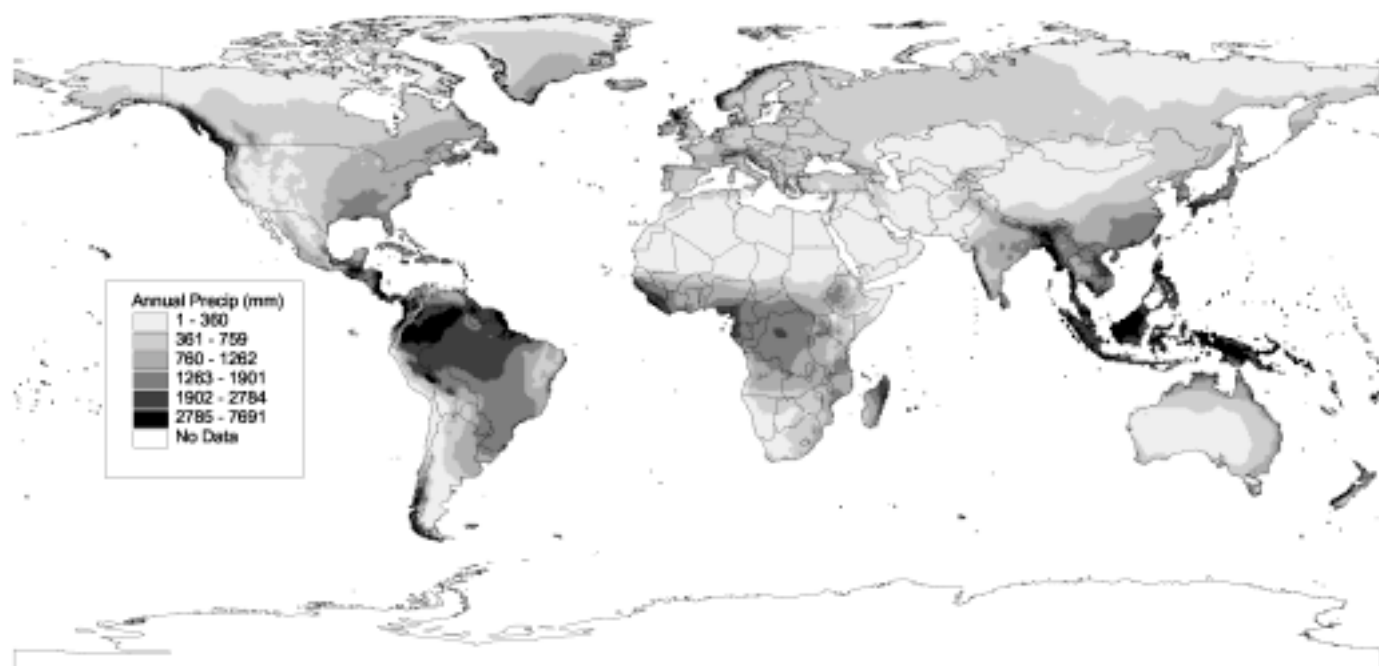 Annual Precip (mm)
1 - 360
361 - 759
760 - 1262
1263 - 1901
1902 - 2784
2785 - 7691
No Data